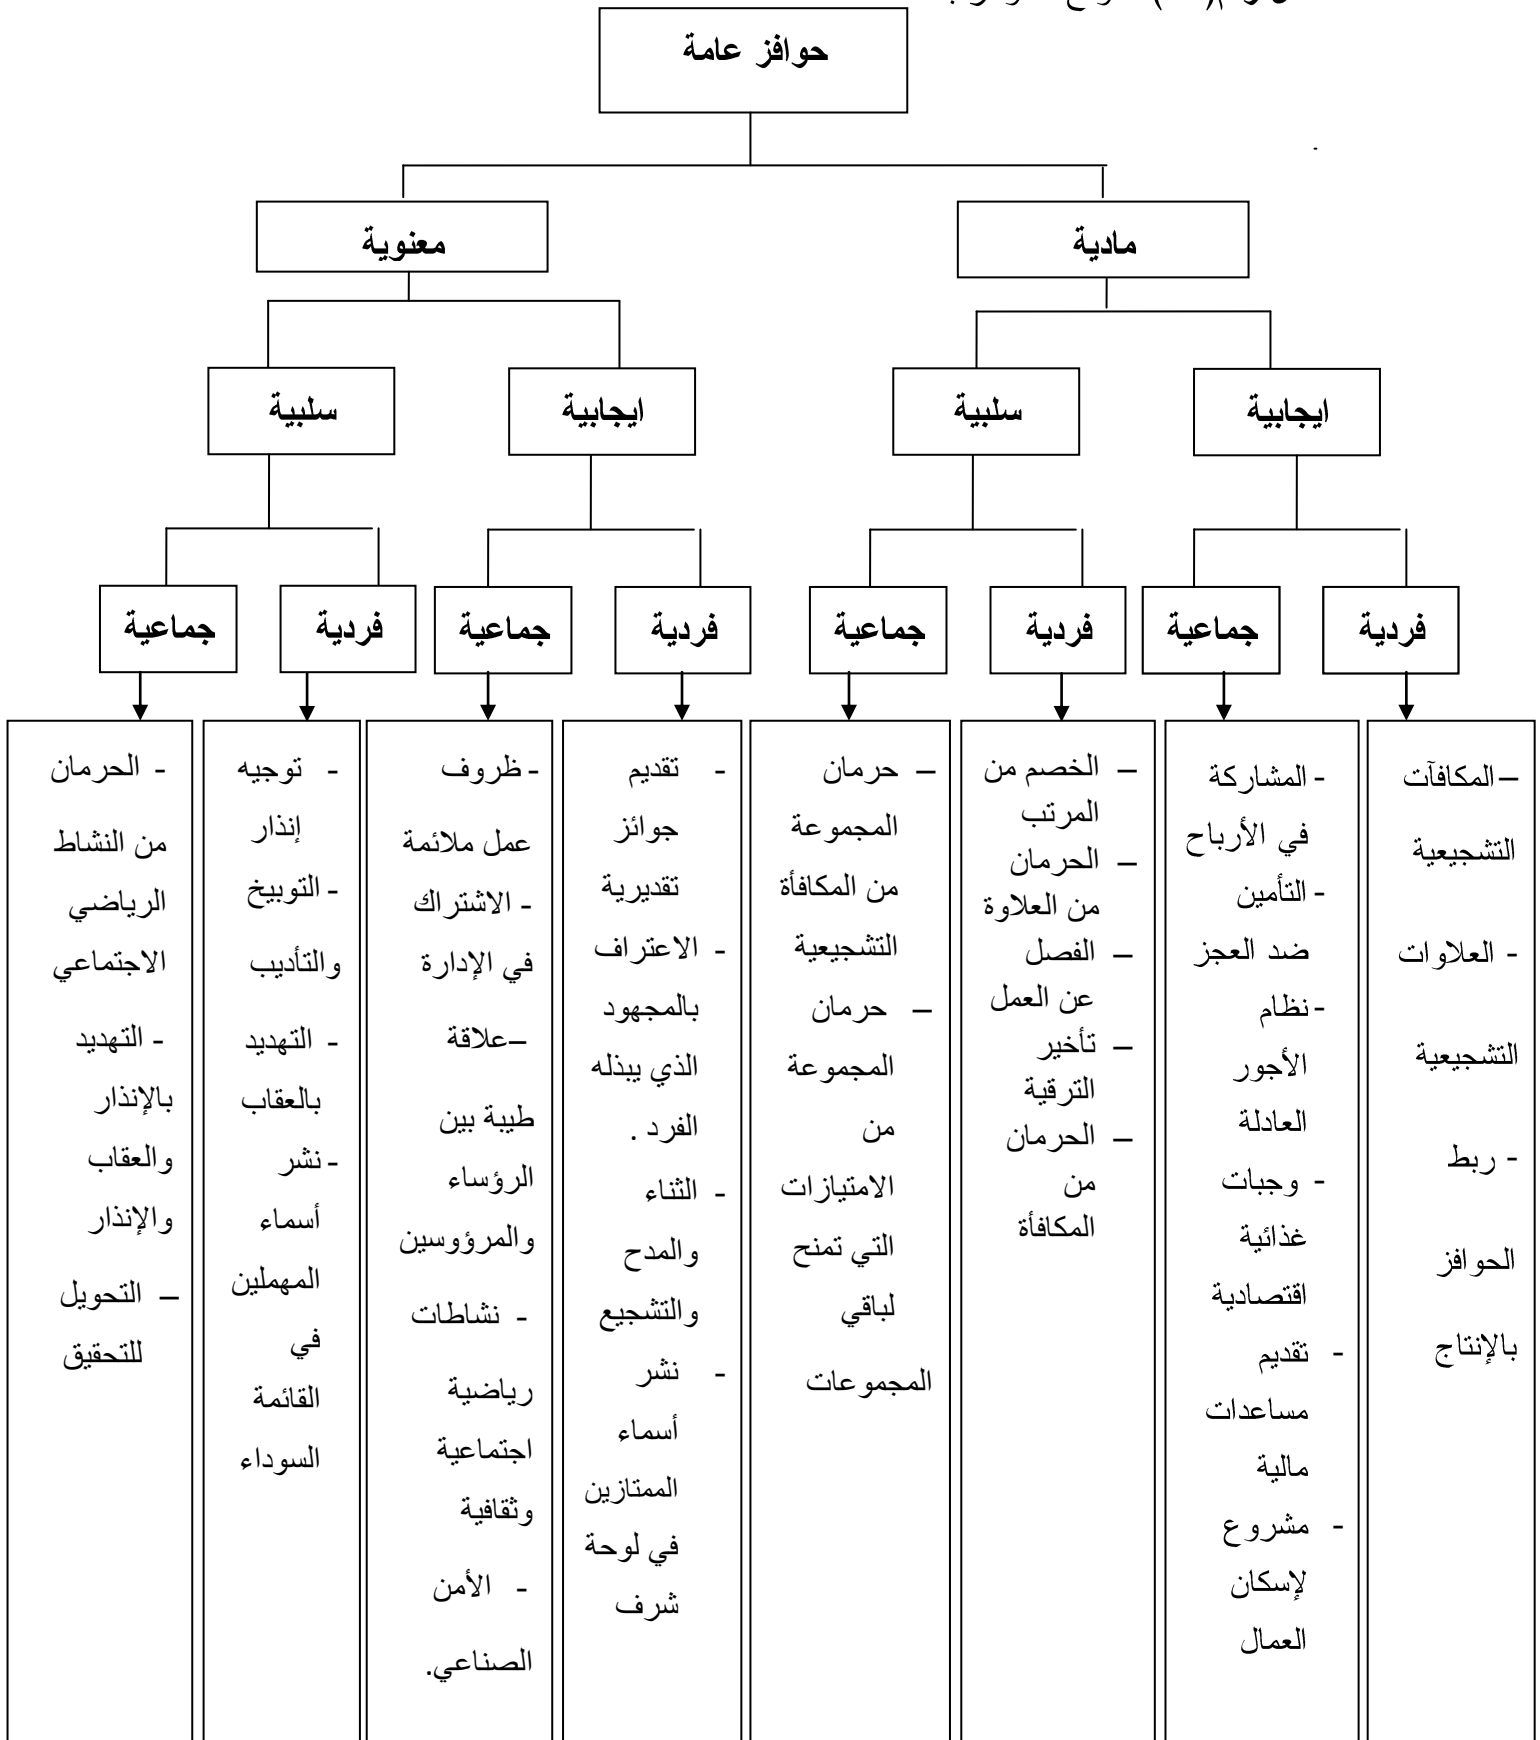 حوافز عامة
مادية
معنوية
ايجابية
سلبية
ايجابية
سلبية
فردية
جماعية
فردية
جماعية
فردية
جماعية
فردية
جماعية
–المكافآت
التشجيعية
- العلاوات
التشجيعية
- ربط
الحوافز
بالإنتاج
- المشاركة
في الأرباح
- التأمين
ضد العجز
- نظام
الأجور
العادلة
- وجبات
غذائية
اقتصادية
- تقديم
مساعدات
مالية
- مشروع
لإسكان
العمال
– الخصم من
المرتب
– الحرمان
من العلاوة
– الفصل
عن العمل
– تأخير
الترقية
– الحرمان
من
المكافأة
– حرمان
المجموعة
من المكافأة
التشجيعية
– حرمان
المجموعة
من
الامتيازات
التي تمنح
لباقي
المجموعات
- تقديم
جوائز
تقديرية
- الاعتراف
بالمجهود
الذي يبذله
الفرد .
- الثناء
والمدح
والتشجيع
- نشر
أسماء
الممتازين
في لوحة
شرف
- ظروف
عمل ملائمة
- الاشتراك
في الإدارة
–علاقة
طيبة بين
الرؤساء
والمرؤوسين
- نشاطات
رياضية
اجتماعية
وثقافية
- الأمن
الصناعي.
- توجيه
إنذار
- التوبيخ
والتأديب
- التهديد
بالعقاب
- نشر
أسماء
المهملين
في
القائمة
السوداء
- الحرمان
من النشاط
الرياضي
الاجتماعي
- التهديد
بالإنذار
والعقاب
والإنذار
– التحويل
للتحقيق